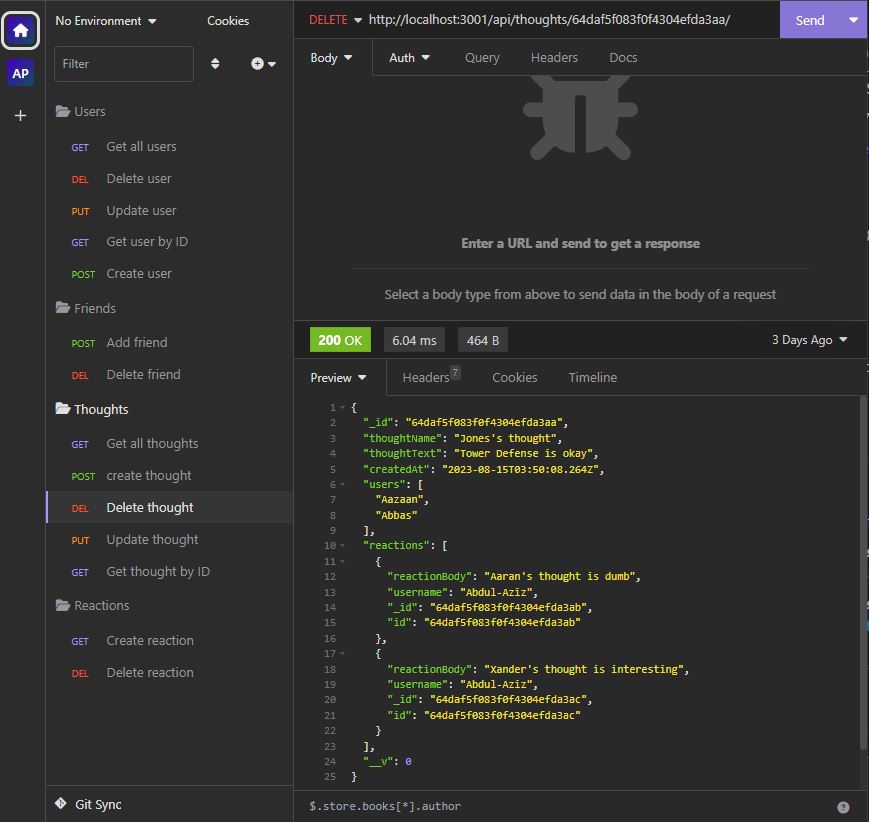 No Environment
Cookies
AP
Filter
Users
GET Get all users
DEL Delete user
PUT Update user
GET Get user by ID
POST Create user
Friends
POST Add friend
DEL Delete friend
Thoughts
GET Get all thoughts
POST create thought
DEL Delete thought
PUT Update thought
GET Get thought by ID
Reactions
GET Create reaction
DEL Delete reaction
Git Sync
DELETE http://localhost:3001/api/thoughts/64daf5f083f0f4304efda3aa/ Send
Body Auth Query Headers Docs
Enter a URL and send to get a response
Select a body type from above to send data in the body of a request
200 OK 6.04 ms 464 B 3 Days Ago
Preview Headers 7 Cookies Timeline
1 {
2 "_id": "64daf5f083f0f4304efda3aa",
3 "thoughtName": "Jones's thought",
4 "thoughtText": "Tower Defense is okay",
5 "createdAt": "2023-08-15T03:50:08.264Z",
6 "users": [
7 "Aazaan",
8 "Abbas"
9 ],
10 "reactions": [
11 {
12 "reactionBody": "Aaran's thought is dumb",
13 "username": "Abdul-Aziz",
14 "_id": "64daf5f083f0f4304efda3ab",
15 "id": "64daf5f083f0f4304efda3ab"
16 },
17 {
18 "reactionBody": "Xander's thought is interesting",
19 "username": "Abdul-Aziz",
20 "_id": "64daf5f083f0f4304efda3ac",
21 "id": "64daf5f083f0f4304efda3ac"
22 }
23 ],
24 "__v": 0
25 }
$.store.books[*].author